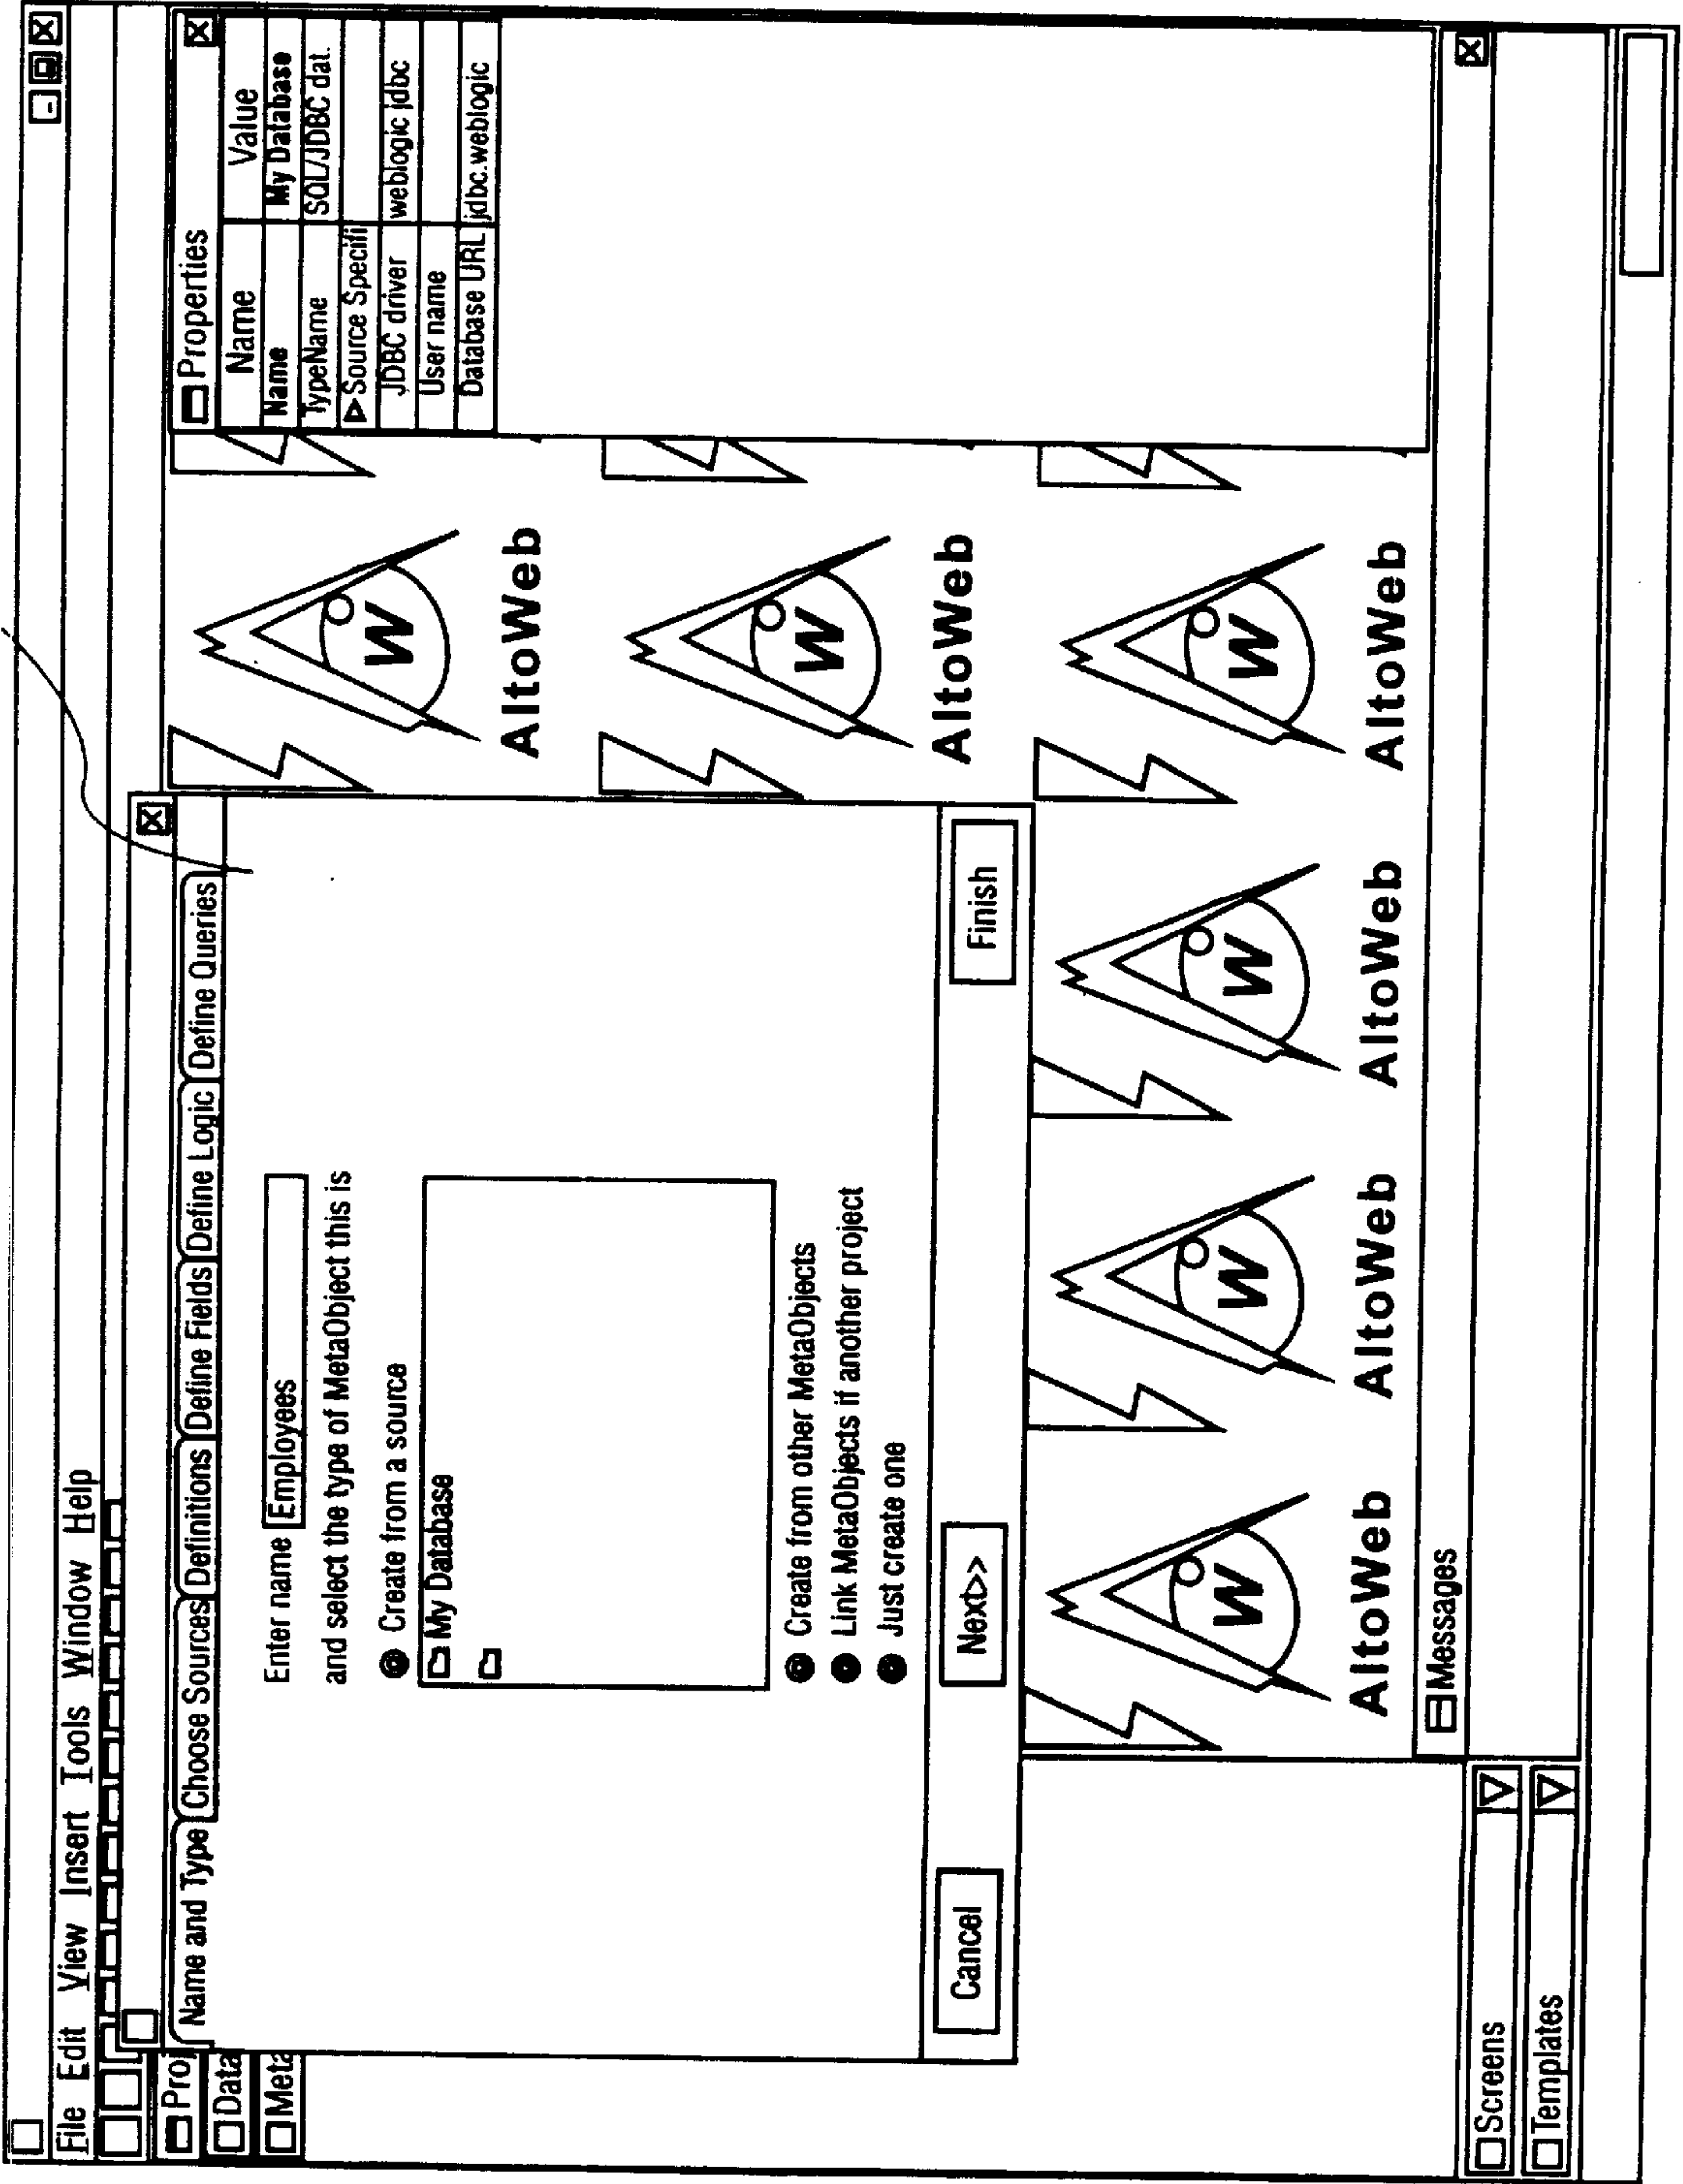 File Edit View Insert Tools Window Help
Proj
Data
Meta
Name and Type Choose Sources Definitions Define Fields Define Logic Define Queries
Enter name Employees
and select the type of MetaObject this is
Create from a source
My Database
Create from other MetaObjects
Link MetaObjects if another project
Just create one
Cancel Next>> Finish
W
AltoWeb
W
AltoWeb
W
AltoWeb
W
AltoWeb
W
AltoWeb
W
AltoWeb
Properties
Name Value
Name My Database
TypeName SQL/JDBC dat.
Source Specifi
JDBC driver weblogic jdbc
User name
Database URL jdbc.weblogic
Screens
Templates
Messages